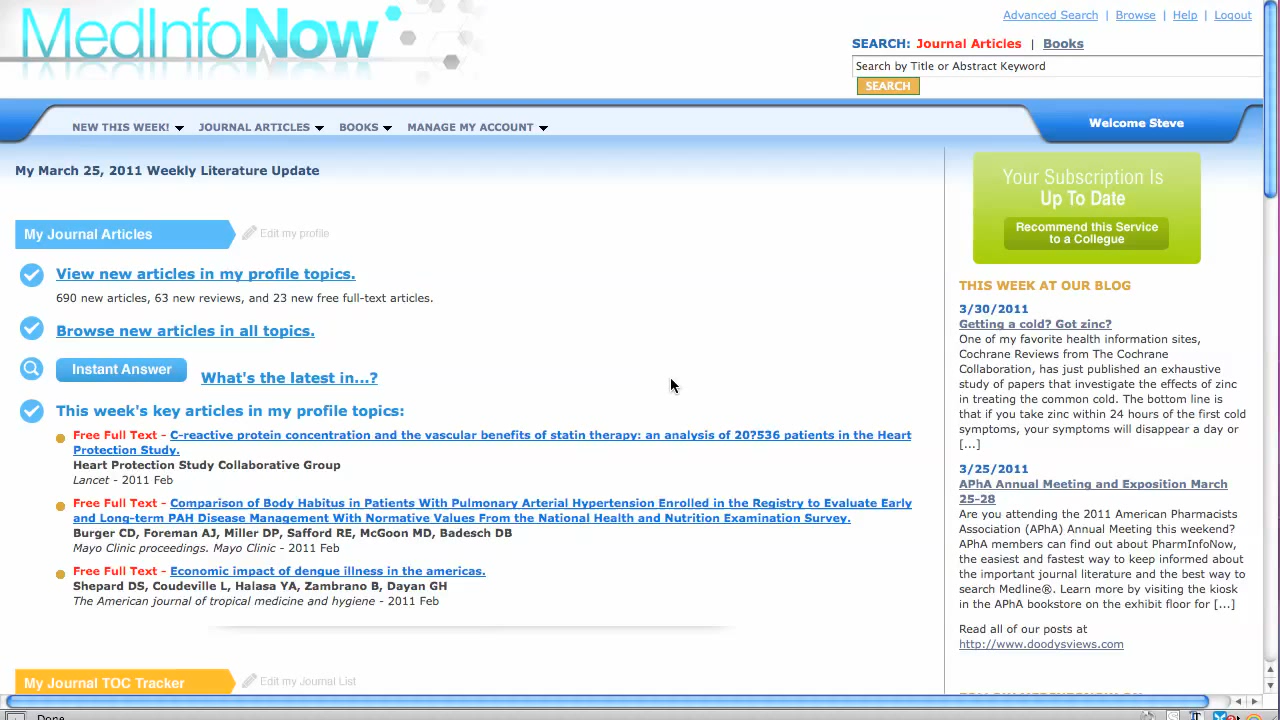 MedInfoNow
Advanced Search | Browse | Help | Logout
SEARCH: Journal Articles | Books
Search by Title or Abstract Keyword
SEARCH
NEW THIS WEEK! JOURNAL ARTICLES BOOKS MANAGE MY ACCOUNT
Welcome Steve
My March 25, 2011 Weekly Literature Update
My Journal Articles
Edit my profile
View new articles in my profile topics.
690 new articles, 63 new reviews, and 23 new free full-text articles.
Browse new articles in all topics.
Instant Answer
What's the latest in...?
This week's key articles in my profile topics:
Free Full Text - C-reactive protein concentration and the vascular benefits of statin therapy: an analysis of 20?536 patients in the Heart
Protection Study.
Heart Protection Study Collaborative Group
Lancet - 2011 Feb
Free Full Text - Comparison of Body Habitus in Patients With Pulmonary Arterial Hypertension Enrolled in the Registry to Evaluate Early
and Long-term PAH Disease Management With Normative Values From the National Health and Nutrition Examination Survey.
Burger CD, Foreman AJ, Miller DP, Safford RE, McGoon MD, Badesch DB
Mayo Clinic proceedings. Mayo Clinic - 2011 Feb
Free Full Text - Economic impact of dengue illness in the americas.
Shepard DS, Coudeville L, Halasa YA, Zambrano B, Dayan GH
The American journal of tropical medicine and hygiene - 2011 Feb
My Journal TOC Tracker
Edit my Journal List
Your Subscription Is
Up To Date
Recommend this Service
to a Collegue
THIS WEEK AT OUR BLOG
3/30/2011
Getting a cold? Got zinc?
One of my favorite health information sites,
Cochrane Reviews from The Cochrane
Collaboration, has just published an exhaustive
study of papers that investigate the effects of zinc
in treating the common cold. The bottom line is
that if you take zinc within 24 hours of the first cold
symptoms, your symptoms will disappear a day or
[...]
3/25/2011
APhA Annual Meeting and Exposition March
25-28
Are you attending the 2011 American Pharmacists
Association (APhA) Annual Meeting this weekend?
APhA members can find out about PharmInfoNow,
the easiest and fastest way to keep informed about
the important journal literature and the best way to
search Medline®. Learn more by visiting the kiosk
in the APhA bookstore on the exhibit floor for [...]
Read all of our posts at
http://www.doodysviews.com
Done